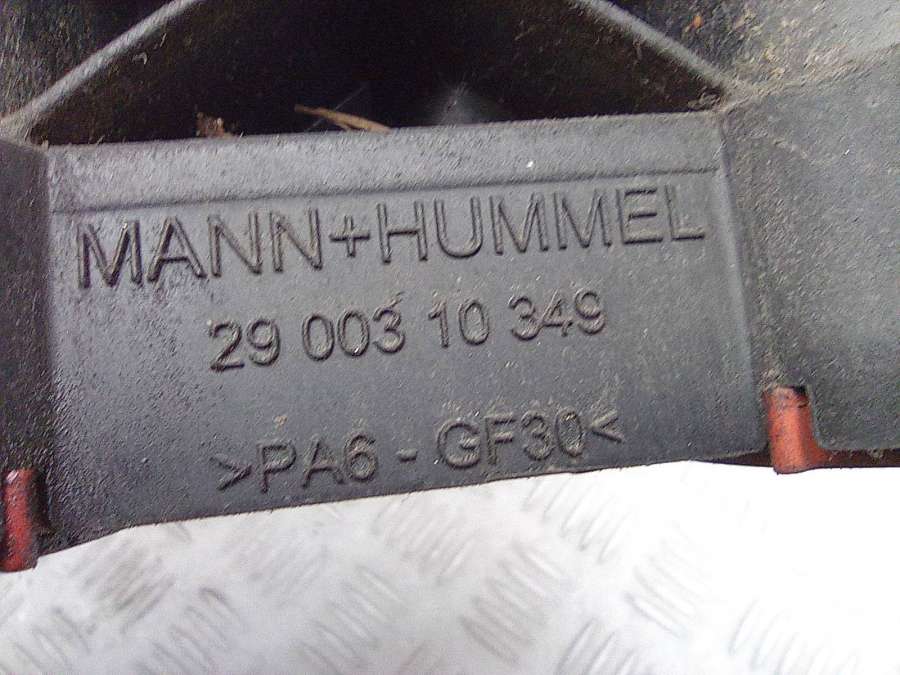 MANN+HUMMEL
29 003 10 349
>PA6 - GF30<